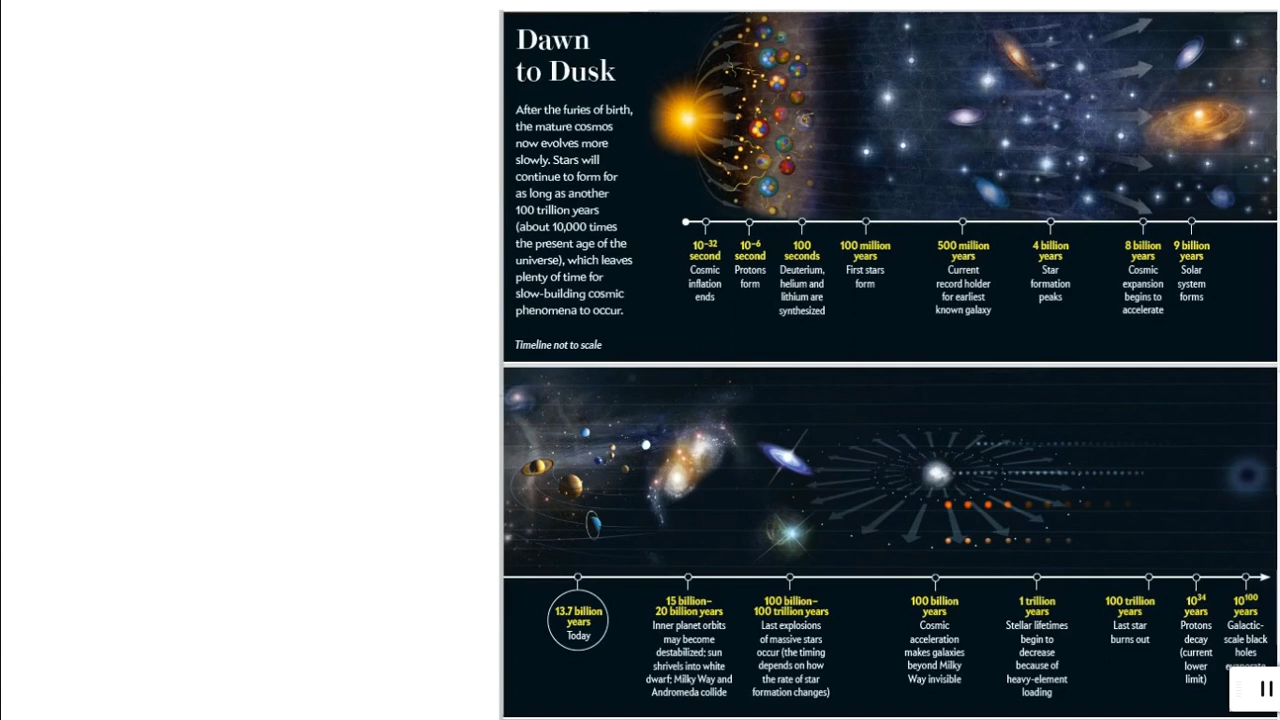 Dawn
to Dusk
After the furies of birth,
the mature cosmos
now evolves more
slowly. Stars will
continue to form for
as long as another
100 trillion years
(about 10,000 times
the present age of the
universe), which leaves
plenty of time for
slow-building cosmic
phenomena to occur.
Timeline not to scale
10⁻³²
second
Cosmic
inflation
ends
10⁻⁶
second
Protons
form
100
seconds
Deuterium,
helium and
lithium are
synthesized
100 million
years
First stars
form
500 million
years
Current
record holder
for earliest
known galaxy
4 billion
years
Star
formation
peaks
8 billion
years
Cosmic
expansion
begins to
accelerate
9 billion
years
Solar
system
forms
13.7 billion
years
Today
15 billion–
20 billion years
Inner planet orbits
may become
destabilized; sun
shrivels into white
dwarf; Milky Way and
Andromeda collide
100 billion–
100 trillion years
Last explosions
of massive stars
occur (the timing
depends on how
the rate of star
formation changes)
100 billion
years
Cosmic
acceleration
makes galaxies
beyond Milky
Way invisible
1 trillion
years
Stellar lifetimes
begin to
decrease
because of
heavy-element
loading
100 trillion
years
Last star
burns out
10³⁴
years
Protons
decay
(current
lower
limit)
10¹⁰⁰
years
Galactic-
scale black
holes